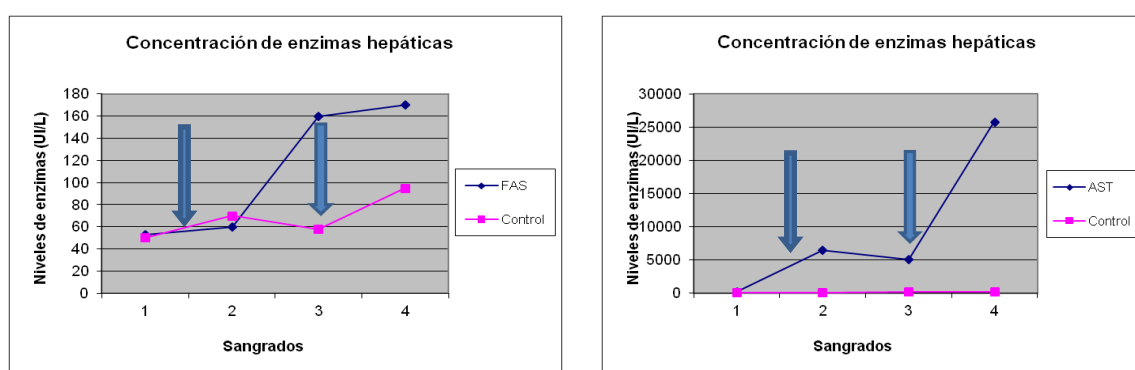 Concentración de enzimas hepáticas
Niveles de enzimas (UI/L)
180
160
140
120
100
80
60
40
20
0
1 2 3 4
Sangrados
FAS
Control
Concentración de enzimas hepáticas
Niveles de enzimas (UI/L)
30000
25000
20000
15000
10000
5000
0
1 2 3 4
Sangrados
AST
Control